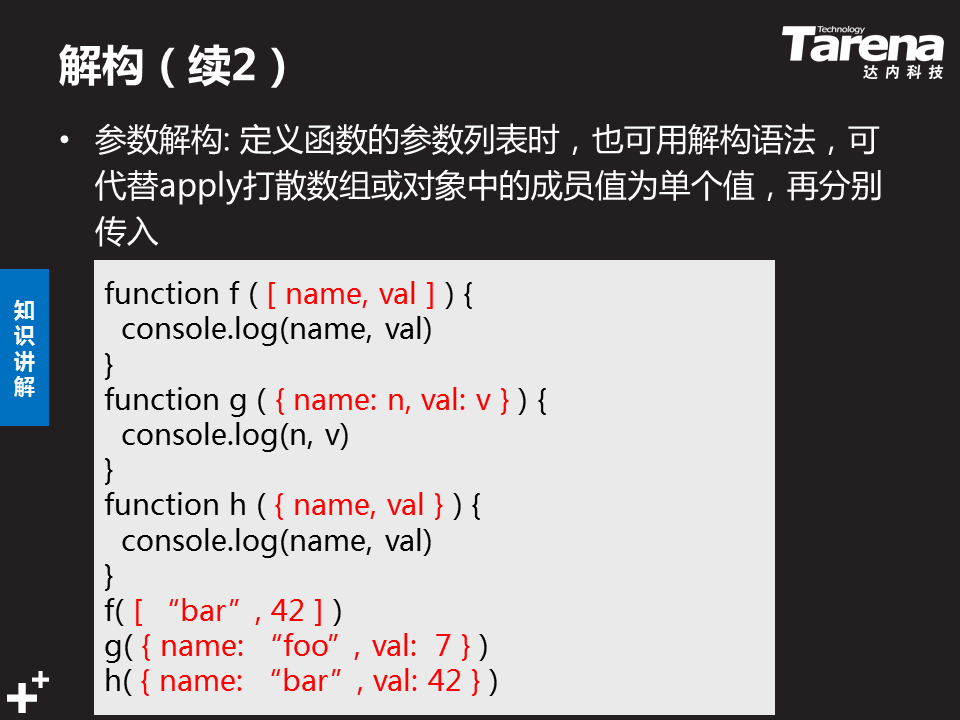 解构（续2）
Technology
Tarena
达内科技
• 参数解构: 定义函数的参数列表时，也可用解构语法，可
代替apply打散数组或对象中的成员值为单个值，再分别
传入
知
识
讲
解
function f ( [ name, val ] ) {
  console.log(name, val)
}
function g ( { name: n, val: v } ) {
  console.log(n, v)
}
function h ( { name, val } ) {
  console.log(name, val)
}
f( [ “bar”, 42 ] )
g( { name: “foo”, val:  7 } )
h( { name: “bar”, val: 42 } )